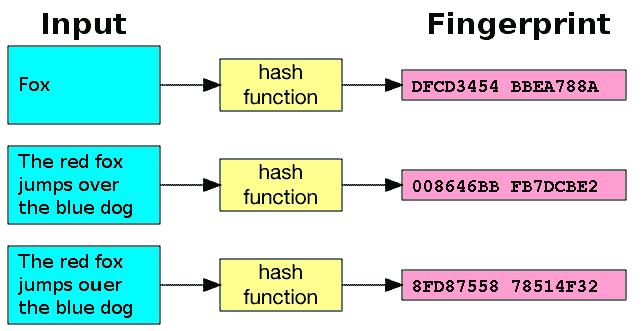 Input
Fingerprint
Fox
hash
function
DFCD3454 BBEA788A
The red fox
jumps over
the blue dog
hash
function
008646BB FB7DCBE2
The red fox
jumps ouer
the blue dog
hash
function
8FD87558 78514F32